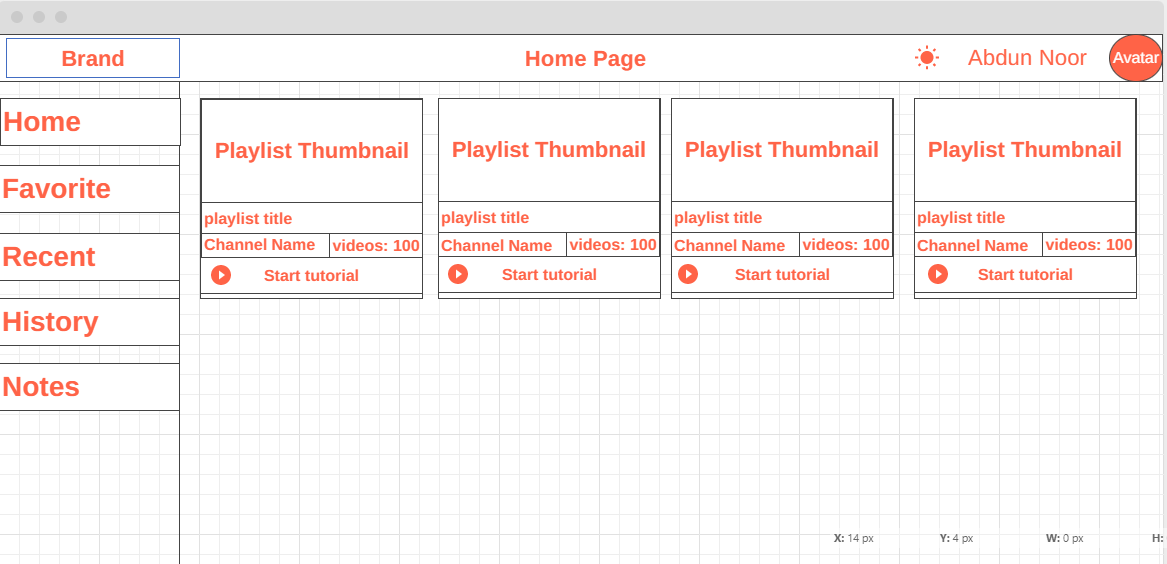 Brand
Home Page
Abdun Noor
Avatar
Home
Favorite
Recent
History
Notes
Playlist Thumbnail
playlist title
Channel Name
videos: 100
Start tutorial
Playlist Thumbnail
playlist title
Channel Name
videos: 100
Start tutorial
Playlist Thumbnail
playlist title
Channel Name
videos: 100
Start tutorial
Playlist Thumbnail
playlist title
Channel Name
videos: 100
Start tutorial
X: 14 px
Y: 4 px
W: 0 px
H: